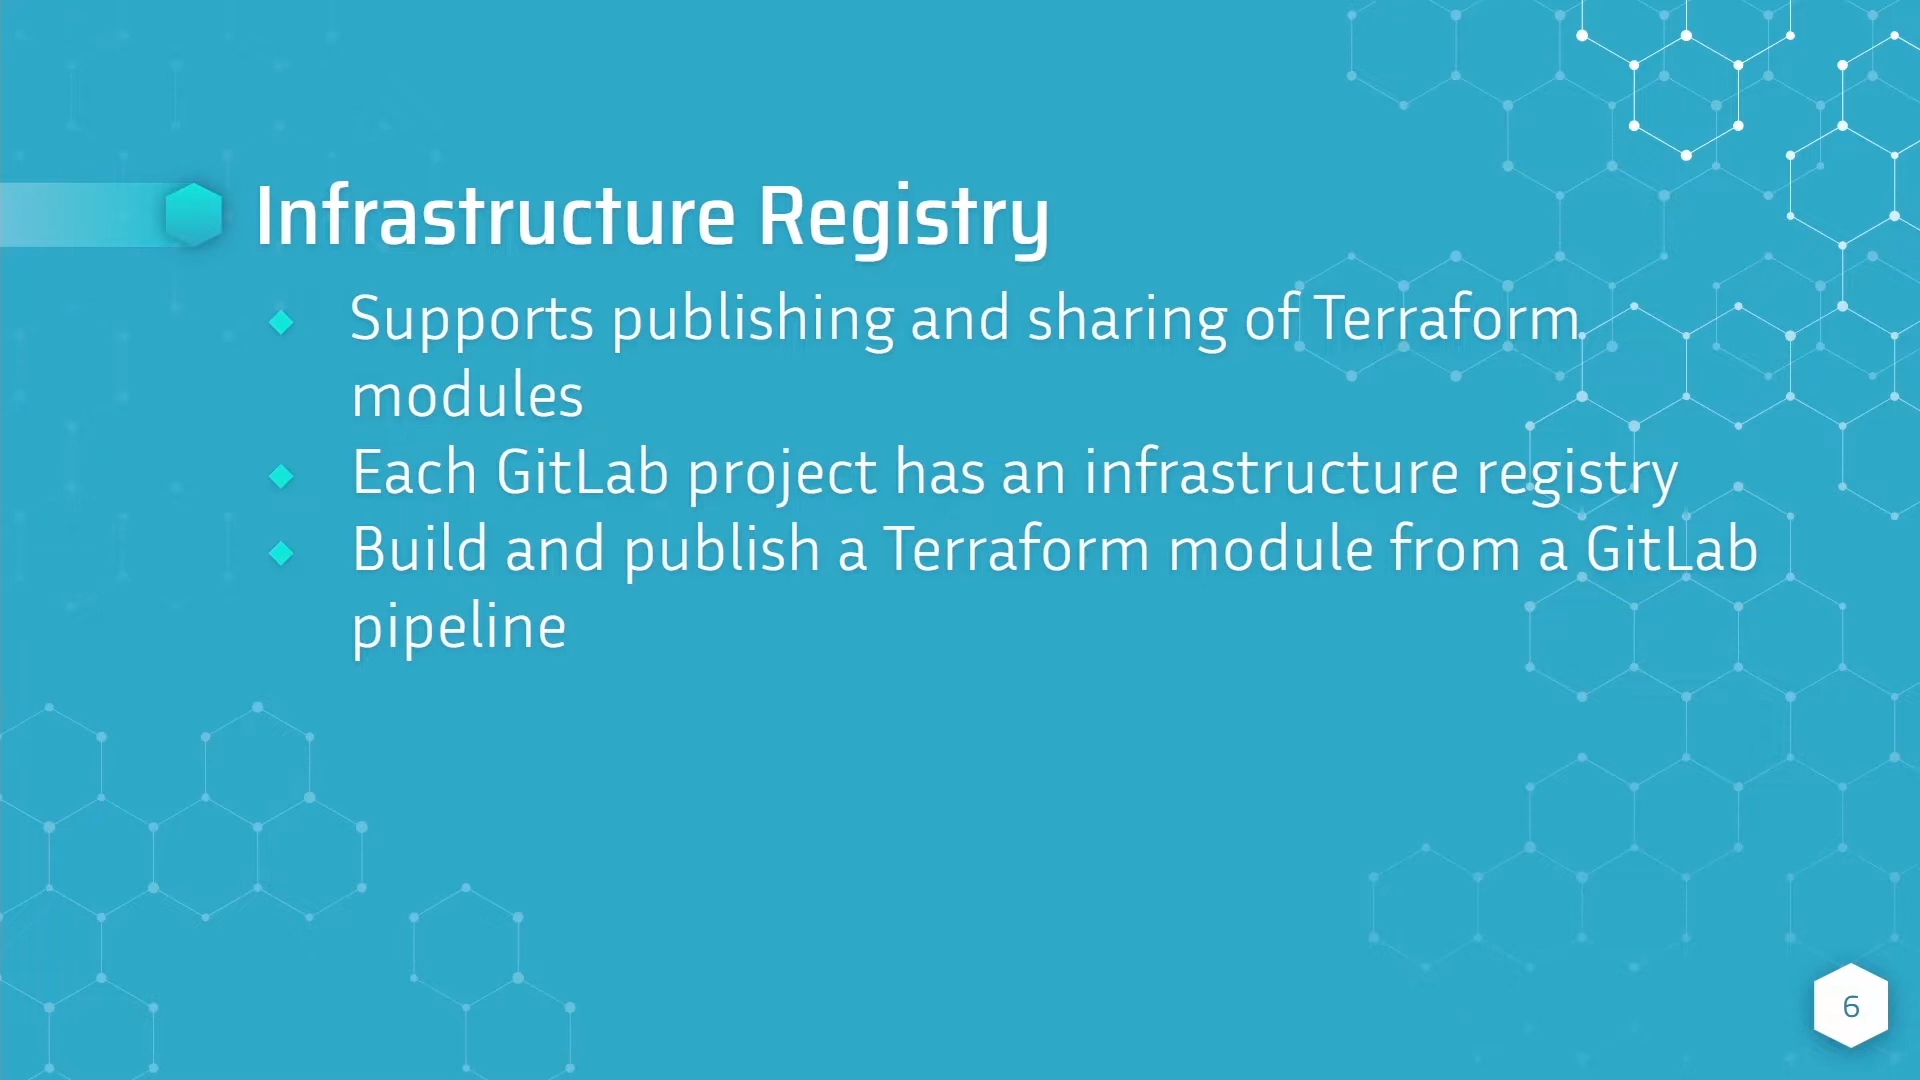 Infrastructure Registry
Supports publishing and sharing of Terraform
modules
Each GitLab project has an infrastructure registry
Build and publish a Terraform module from a GitLab
pipeline
6